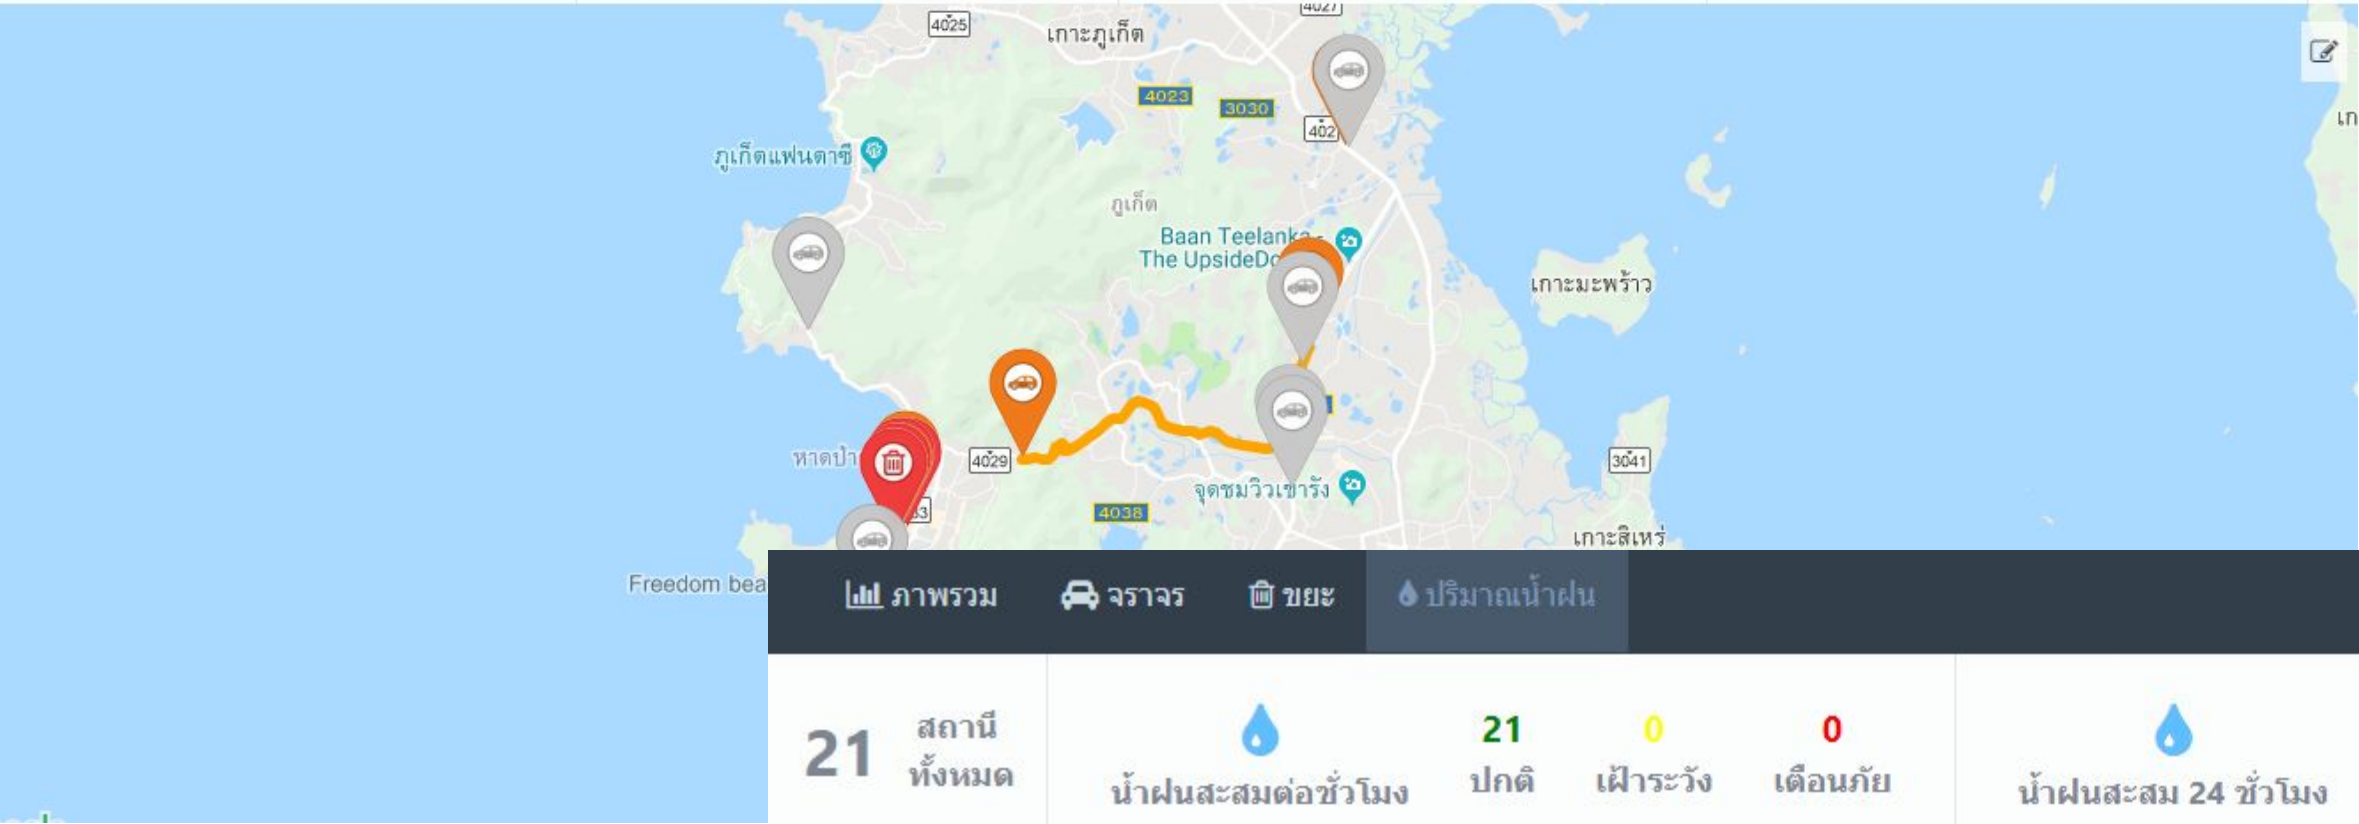 4025
เกาะภูเก็ต
4027
4023
3030
402
ภูเก็ตแฟนตาซี
ภูเก็ต
Baan Teelanka -
The UpsideDo
เกาะมะพร้าว
หาดป่า
4029
3041
จุดชมวิวเขารัง
4038
33
เกาะสิเหร่
Freedom bea
ภาพรวม
จราจร
ขยะ
ปริมาณน้ำฝน
21
สถานี
ทั้งหมด
น้ำฝนสะสมต่อชั่วโมง
21
ปกติ
0
เฝ้าระวัง
0
เตือนภัย
น้ำฝนสะสม 24 ชั่วโมง